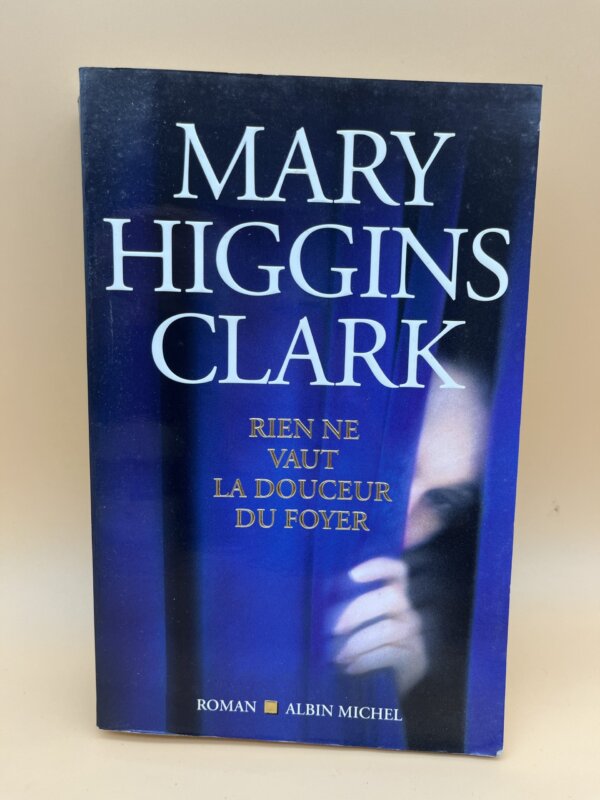 MARY
HIGGINS
CLARK
RIEN NE
VAUT
LA DOUCEUR
DU FOYER
ROMAN ALBIN MICHEL